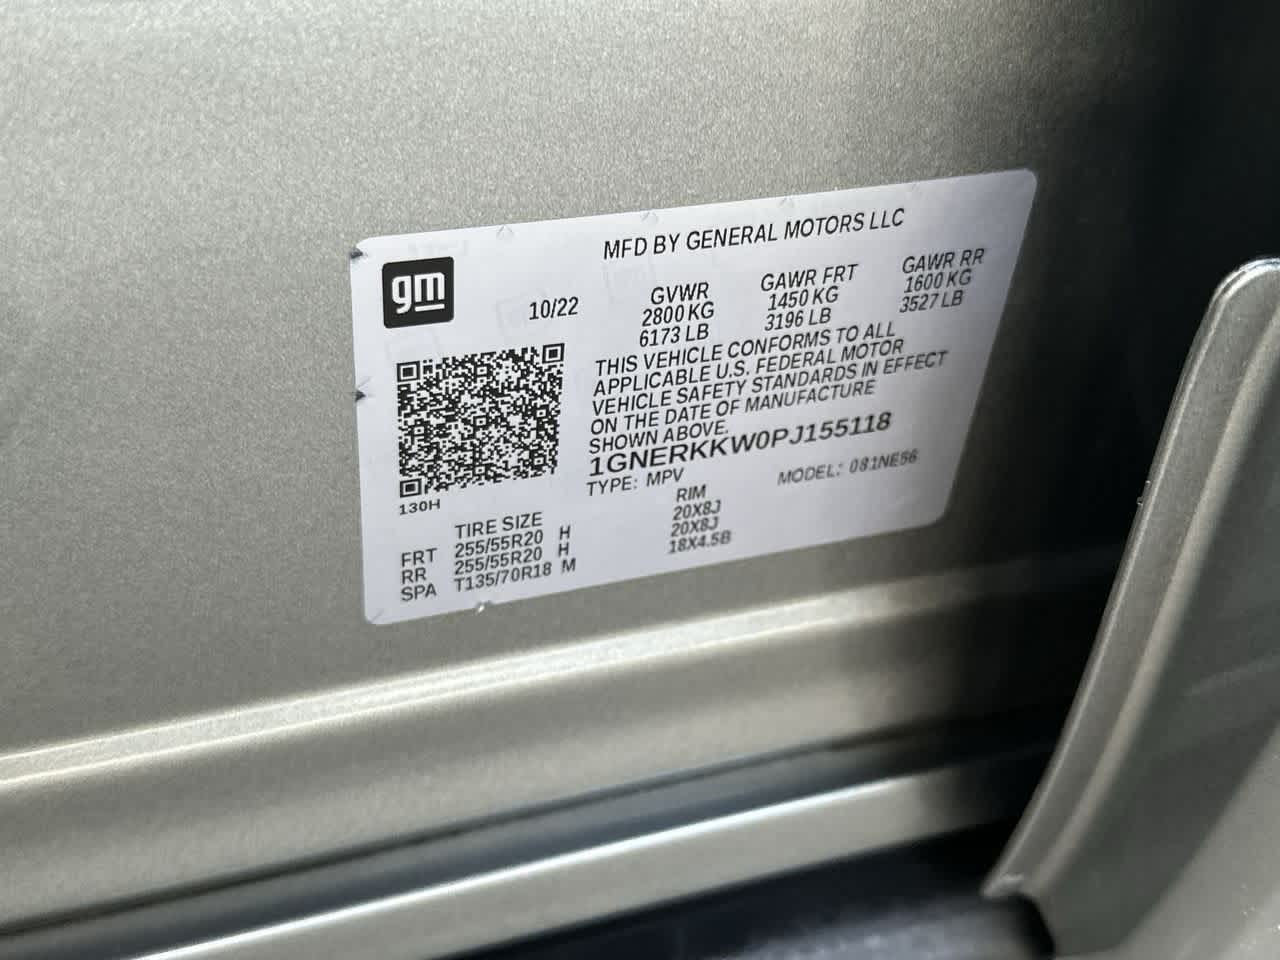 MFD BY GENERAL MOTORS LLC
gm
10/22
GVWR GAWR FRT GAWR RR
2800 KG 1450 KG 1600 KG
6173 LB 3196 LB 3527 LB
THIS VEHICLE CONFORMS TO ALL
APPLICABLE U.S. FEDERAL MOTOR
VEHICLE SAFETY STANDARDS IN EFFECT
ON THE DATE OF MANUFACTURE
SHOWN ABOVE.
1GNERKKW0PJ155118
TYPE: MPV MODEL: 081NE56
130H
TIRE SIZE RIM
FRT 255/55R20 H 20X8J
RR 255/55R20 H 20X8J
SPA T135/70R18 M 18X4.5B